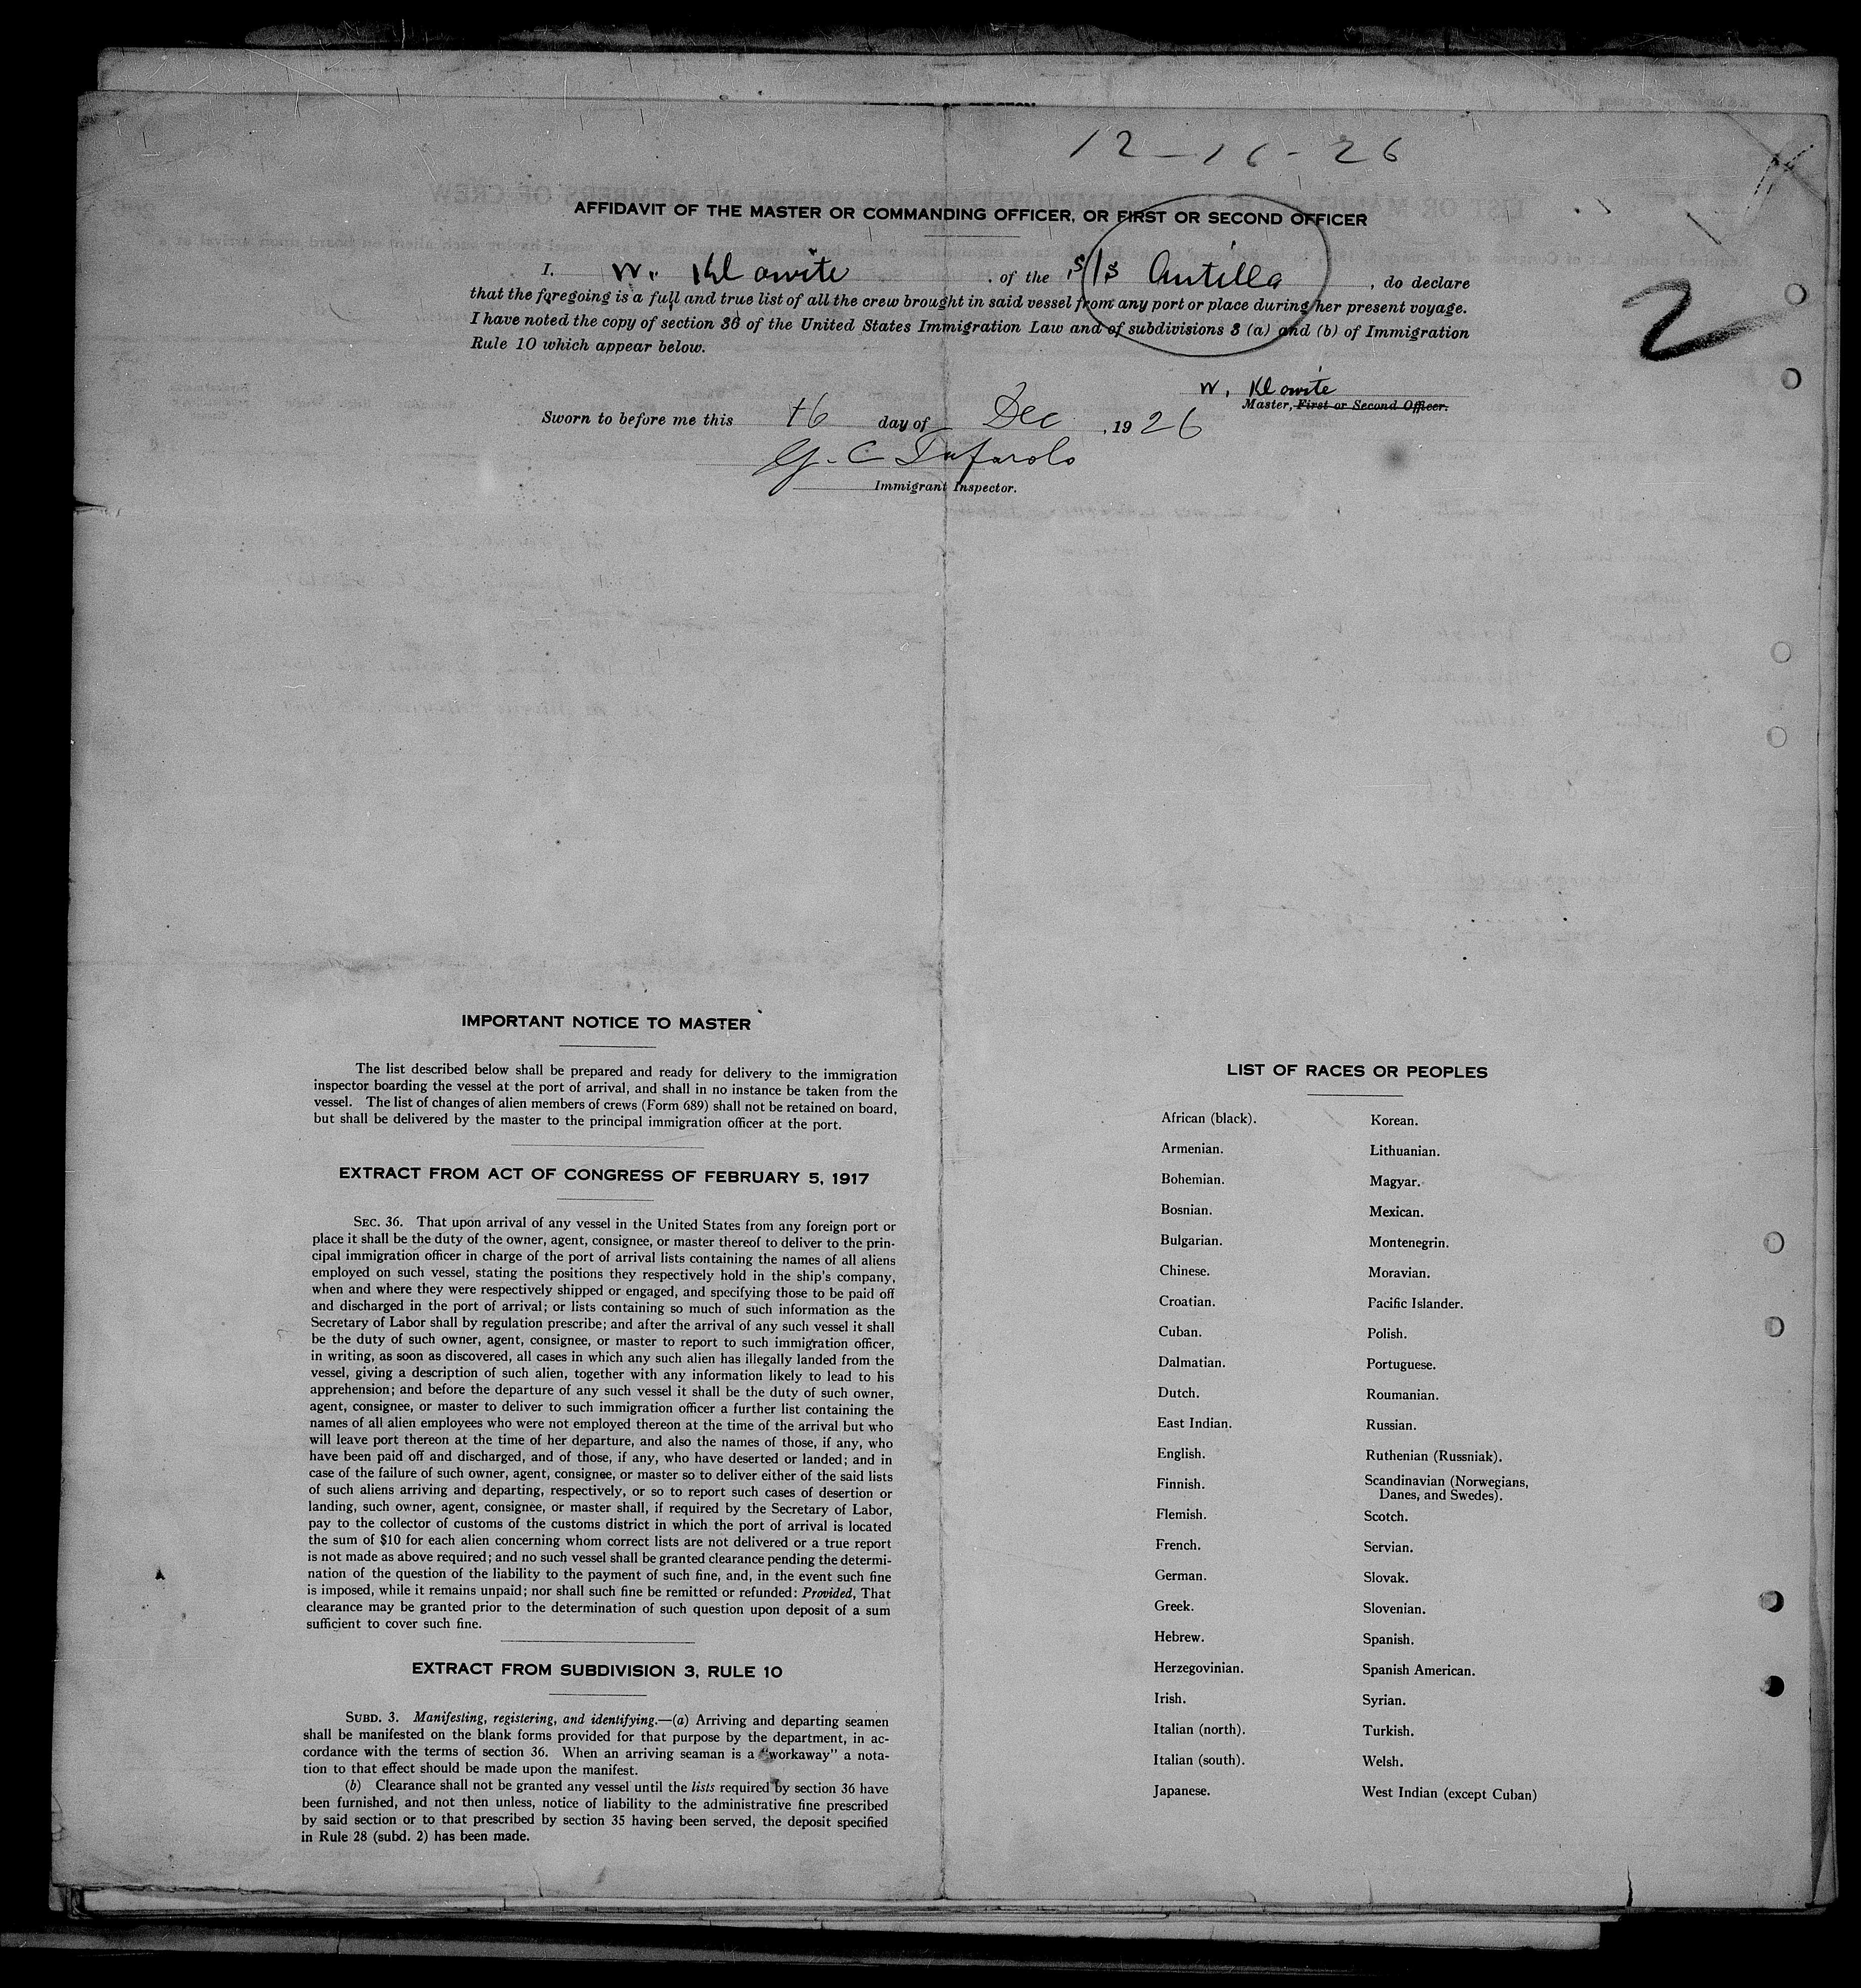 12-16-26
AFFIDAVIT OF THE MASTER OR COMMANDING OFFICER, OR FIRST OR SECOND OFFICER
I, W. Klowite, of the S/S Antilla, do declare
that the foregoing is a full and true list of all the crew brought in said vessel from any port or place during her present voyage.
I have noted the copy of section 36 of the United States Immigration Law and of subdivisions 3 (a) and (b) of Immigration
Rule 10 which appear below.
2
W. Klowite
Master, First or Second Officer.
Sworn to before me this 16 day of Dec, 1926
G. C.
Immigrant Inspector.
IMPORTANT NOTICE TO MASTER
The list described below shall be prepared and ready for delivery to the immigration
inspector boarding the vessel at the port of arrival, and shall in no instance be taken from the
vessel. The list of changes of alien members of crews (Form 689) shall not be retained on board,
but shall be delivered by the master to the principal immigration officer at the port.
EXTRACT FROM ACT OF CONGRESS OF FEBRUARY 5, 1917
SEC. 36. That upon arrival of any vessel in the United States from any foreign port or
place it shall be the duty of the owner, agent, consignee, or master thereof to deliver to the prin-
cipal immigration officer in charge of the port of arrival lists containing the names of all aliens
employed on such vessel, stating the positions they respectively hold in the ship's company,
when and where they were respectively shipped or engaged, and specifying those to be paid off
and discharged in the port of arrival; or lists containing so much of such information as the
Secretary of Labor shall by regulation prescribe; and after the arrival of any such vessel it shall
be the duty of such owner, agent, consignee, or master to report to such immigration officer,
in writing, as soon as discovered, all cases in which any such alien has illegally landed from the
vessel, giving a description of such alien, together with any information likely to lead to his
apprehension; and before the departure of any such vessel it shall be the duty of such owner,
agent, consignee, or master to deliver to such immigration officer a further list containing the
names of all alien employees who were not employed thereon at the time of the arrival but who
will leave port thereon at the time of her departure, and also the names of those, if any, who
have been paid off and discharged, and of those, if any, who have deserted or landed; and in
case of the failure of such owner, agent, consignee, or master so to deliver either of the said lists
of such aliens arriving and departing, respectively, or so to report such cases of desertion or
landing, such owner, agent, consignee, or master shall, if required by the Secretary of Labor,
pay to the collector of customs of the customs district in which the port of arrival is located
the sum of $10 for each alien concerning whom correct lists are not delivered or a true report
is not made as above required; and no such vessel shall be granted clearance pending the determi-
nation of the question of the liability to the payment of such fine, and, in the event such fine
is imposed, while it remains unpaid; nor shall such fine be remitted or refunded: Provided, That
clearance may be granted prior to the determination of such question upon deposit of a sum
sufficient to cover such fine.
EXTRACT FROM SUBDIVISION 3, RULE 10
SUBD. 3. Manifesting, registering, and identifying.—(a) Arriving and departing seamen
shall be manifested on the blank forms provided for that purpose by the department, in ac-
cordance with the terms of section 36. When an arriving seaman is a "workaway" a nota-
tion to that effect should be made upon the manifest.
(b) Clearance shall not be granted any vessel until the lists required by section 36 have
been furnished, and not then unless, notice of liability to the administrative fine prescribed
by said section or to that prescribed by section 35 having been served, the deposit specified
in Rule 28 (subd. 2) has been made.
LIST OF RACES OR PEOPLES
African (black). Korean.
Armenian. Lithuanian.
Bohemian. Magyar.
Bosnian. Mexican.
Bulgarian. Montenegrin.
Chinese. Moravian.
Croatian. Pacific Islander.
Cuban. Polish.
Dalmatian. Portuguese.
Dutch. Roumanian.
East Indian. Russian.
English. Ruthenian (Russniak).
Finnish. Scandinavian (Norwegians,
Danes, and Swedes).
Flemish. Scotch.
French. Servian.
German. Slovak.
Greek. Slovenian.
Hebrew. Spanish.
Herzegovinian. Spanish American.
Irish. Syrian.
Italian (north). Turkish.
Italian (south). Welsh.
Japanese. West Indian (except Cuban)